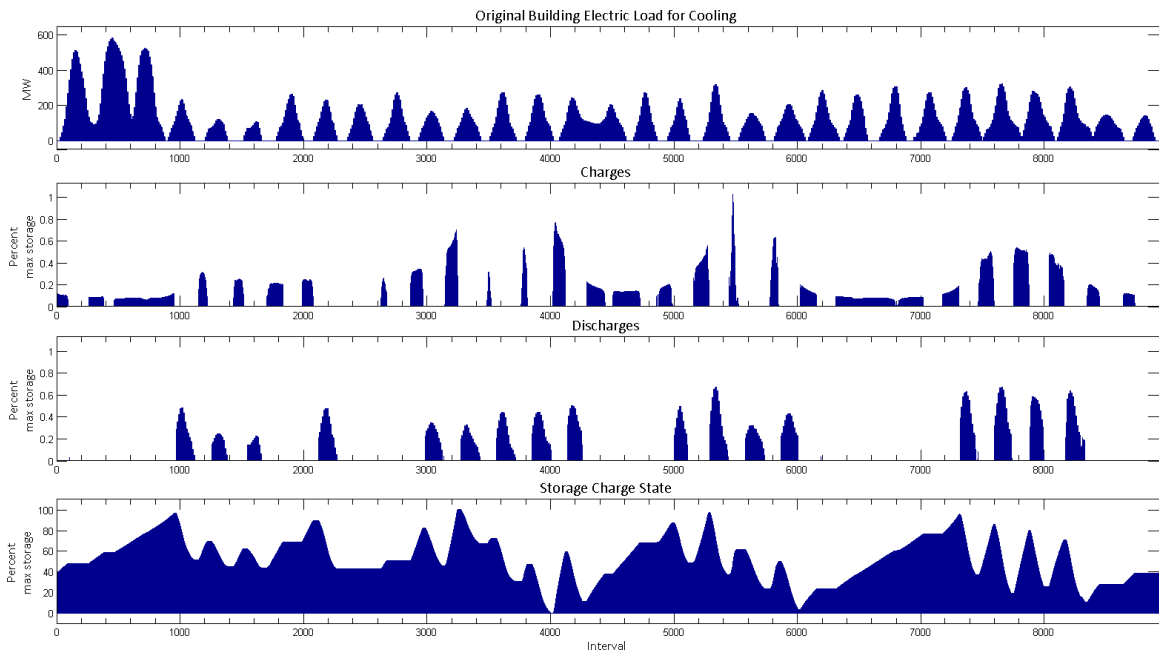 Original Building Electric Load for Cooling
600
400
200
0
MW
0 1000 2000 3000 4000 5000 6000 7000 8000
Charges
1
0.8
0.6
0.4
0.2
0
Percent
max storage
0 1000 2000 3000 4000 5000 6000 7000 8000
Discharges
1
0.8
0.6
0.4
0.2
0
Percent
max storage
0 1000 2000 3000 4000 5000 6000 7000 8000
Storage Charge State
100
80
60
40
20
0
Percent
max storage
0 1000 2000 3000 4000 5000 6000 7000 8000
Interval